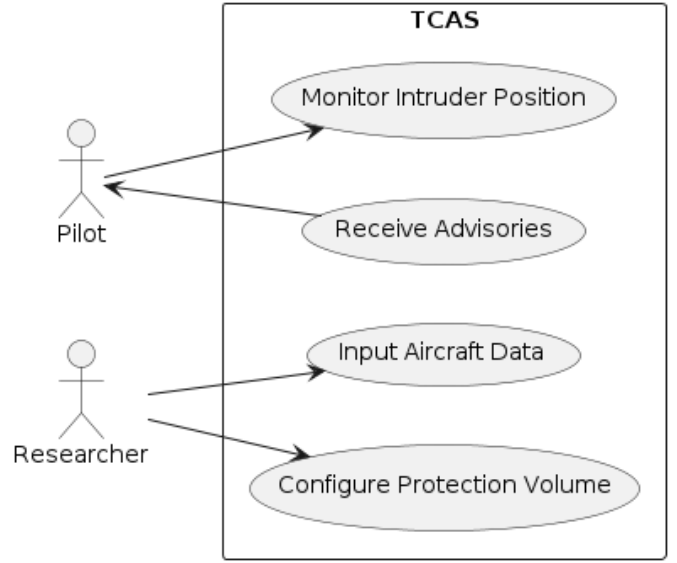 TCAS
Monitor Intruder Position
Pilot
Receive Advisories
Input Aircraft Data
Researcher
Configure Protection Volume